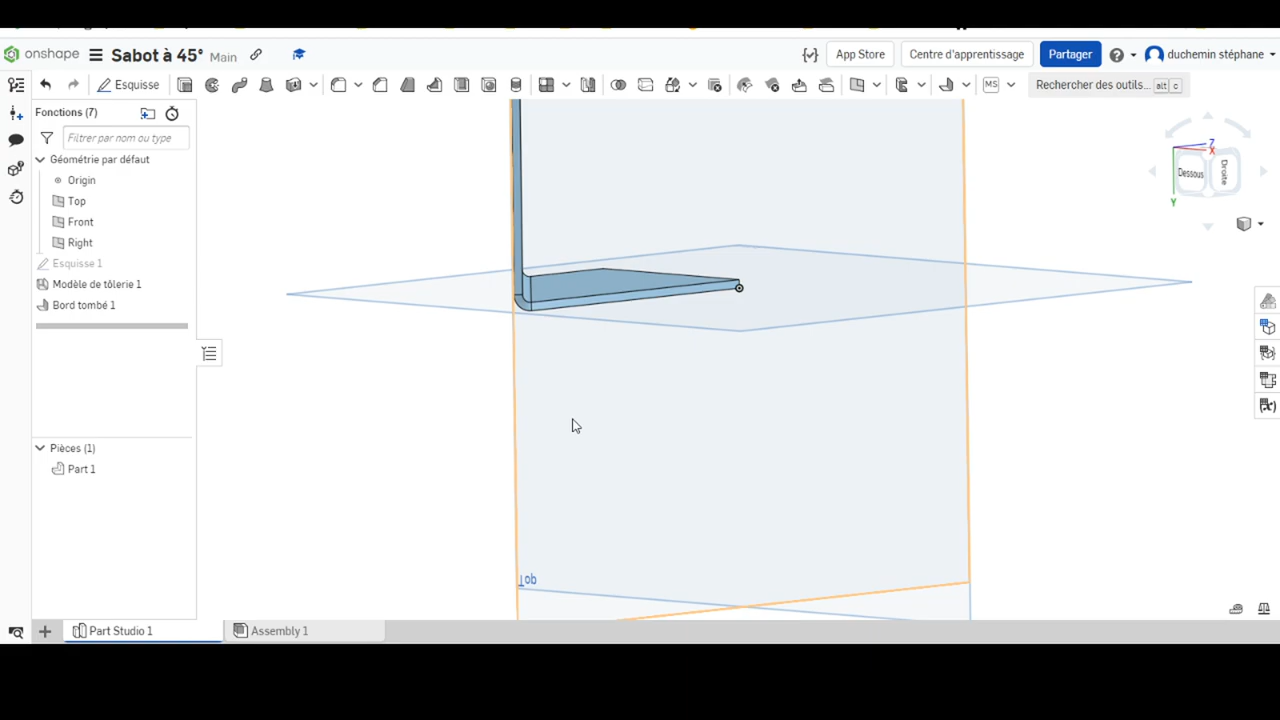 onshape Sabot à 45° Main App Store Centre d'apprentissage Partager duchemin stéphane
Esquisse MS Rechercher des outils... alt c
Fonctions (7)
Filtrer par nom ou type
Géométrie par défaut
Origin
Top
Front
Right
Esquisse 1
Modèle de tôlerie 1
Bord tombé 1
Pièces (1)
Part 1
Z
X
Y
Dessous
Droite
Part Studio 1 Assembly 1